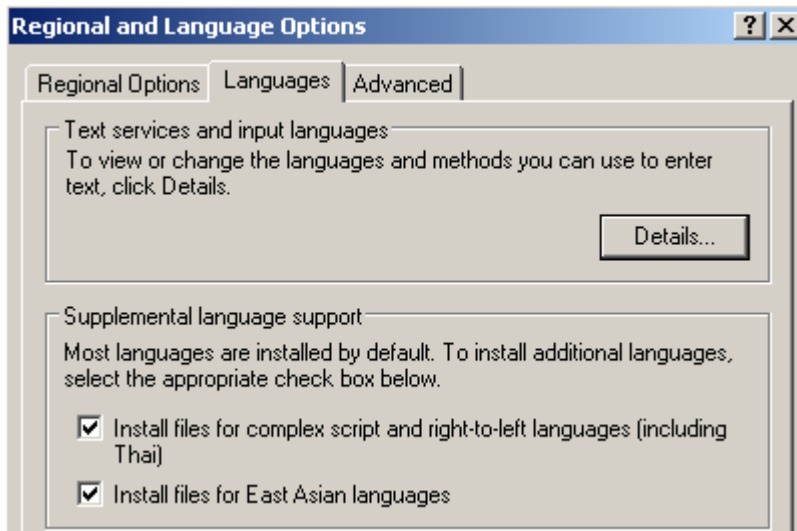 Regional and Language Options
Regional Options Languages Advanced
Text services and input languages
To view or change the languages and methods you can use to enter
text, click Details.
Details...
Supplemental language support
Most languages are installed by default. To install additional languages,
select the appropriate check box below.
Install files for complex script and right-to-left languages (including
Thai)
Install files for East Asian languages